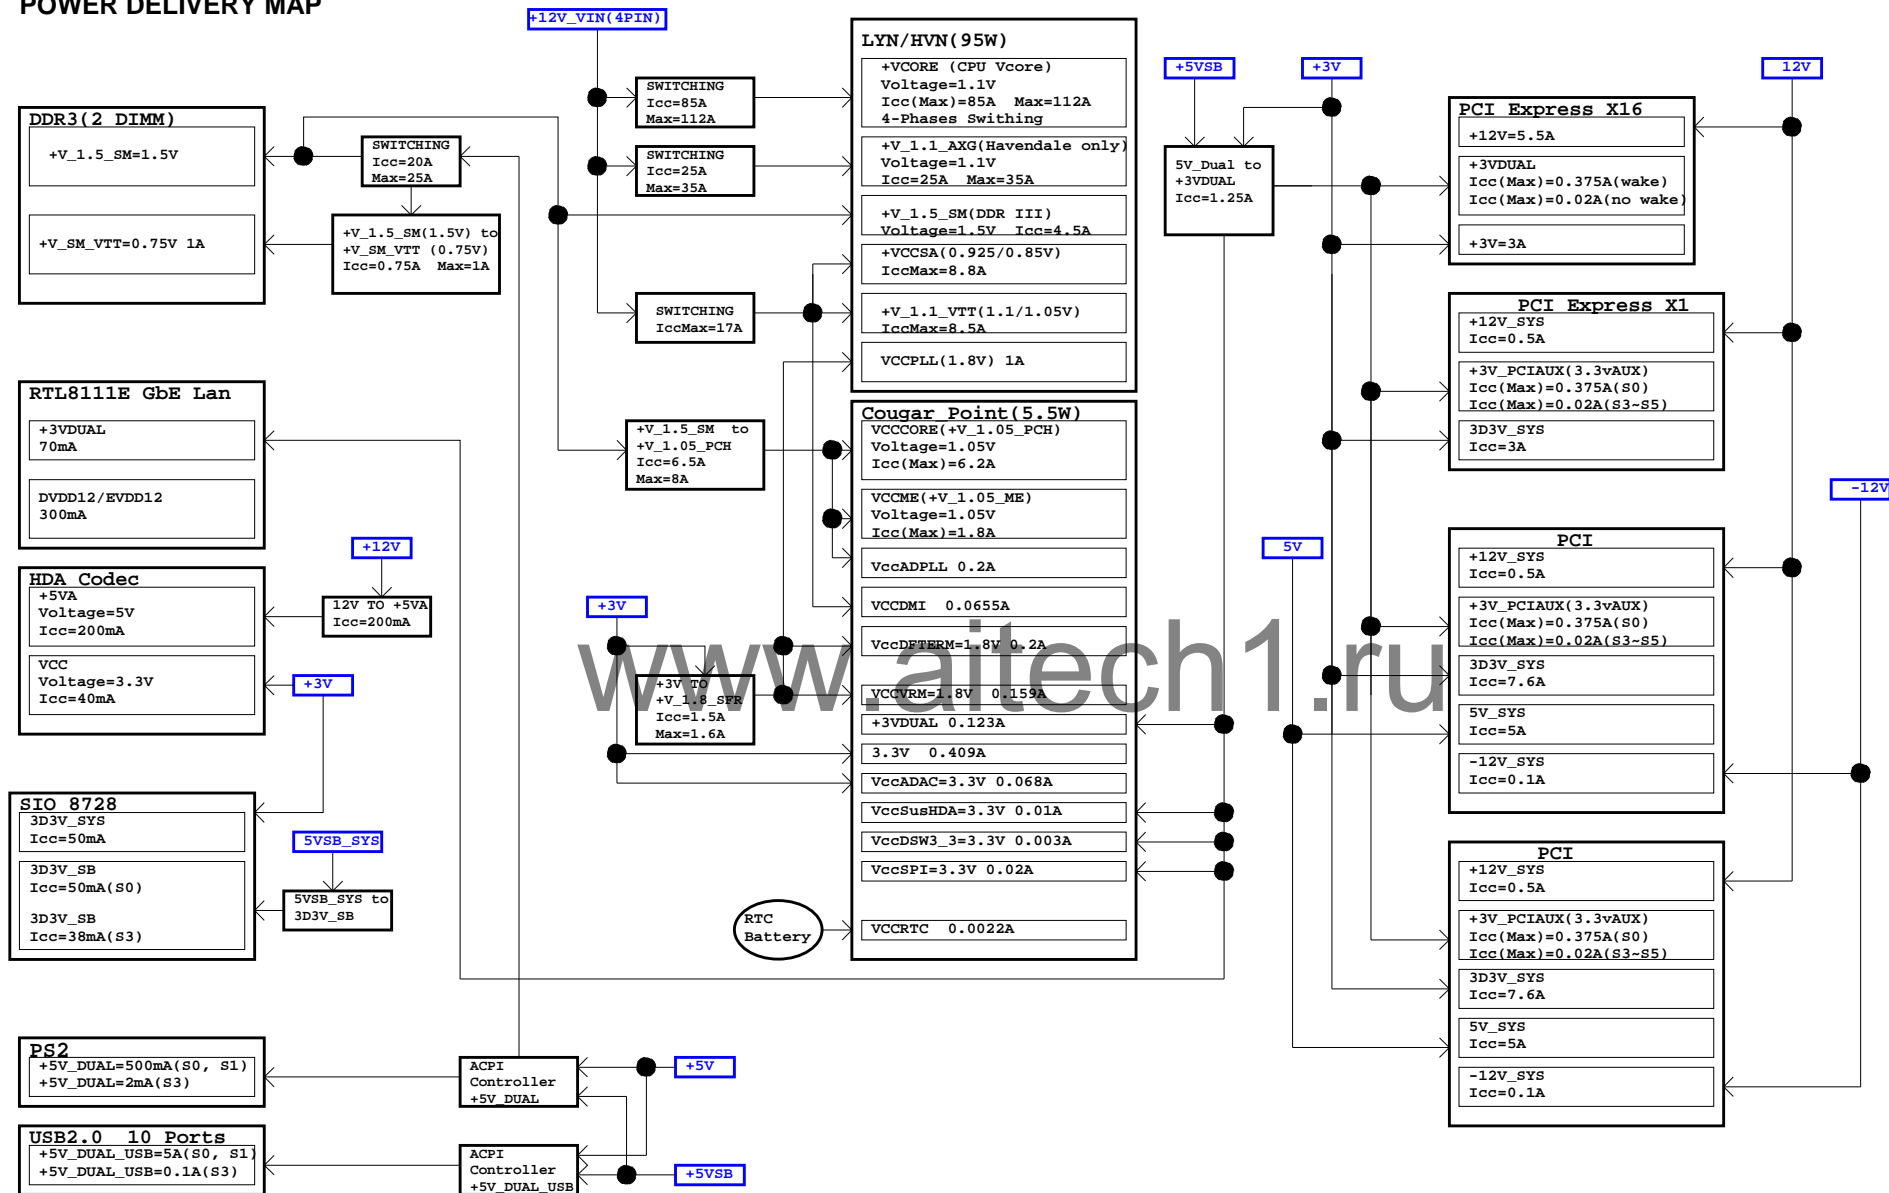 POWER DELIVERY MAP
+12V_VIN(4PIN)
SWITCHING
Icc=85A
Max=112A
SWITCHING
Icc=25A
Max=35A
SWITCHING
IccMax=17A
DDR3(2 DIMM)
+V_1.5_SM=1.5V
+V_SM_VTT=0.75V 1A
SWITCHING
Icc=20A
Max=25A
+V_1.5_SM(1.5V) to
+V_SM_VTT (0.75V)
Icc=0.75A  Max=1A
RTL8111E GbE Lan
+3VDUAL
70mA
DVDD12/EVDD12
300mA
+12V
12V TO +5VA
Icc=200mA
HDA Codec
+5VA
Voltage=5V
Icc=200mA
VCC
Voltage=3.3V
Icc=40mA
+3V
SIO 8728
3D3V_SYS
Icc=50mA
3D3V_SB
Icc=50mA(S0)
3D3V_SB
Icc=38mA(S3)
5VSB_SYS
5VSB_SYS to
3D3V_SB
PS2
+5V_DUAL=500mA(S0, S1)
+5V_DUAL=2mA(S3)
USB2.0  10 Ports
+5V_DUAL_USB=5A(S0, S1)
+5V_DUAL_USB=0.1A(S3)
ACPI
Controller
+5V_DUAL
ACPI
Controller
+5V_DUAL_USB
+5V
+5VSB
LYN/HVN(95W)
+VCORE (CPU Vcore)
Voltage=1.1V
Icc(Max)=85A  Max=112A
4-Phases Swithing
+V_1.1_AXG(Havendale only)
Voltage=1.1V
Icc=25A  Max=35A
+V_1.5_SM(DDR III)
Voltage=1.5V  Icc=4.5A
+VCCSA(0.925/0.85V)
IccMax=8.8A
+V_1.1_VTT(1.1/1.05V)
IccMax=8.5A
VCCPLL(1.8V) 1A
+V_1.5_SM  to
+V_1.05_PCH
Icc=6.5A
Max=8A
+3V
+3V TO
+V_1.8_SFR
Icc=1.5A
Max=1.6A
Cougar Point(5.5W)
VCCCORE(+V_1.05_PCH)
Voltage=1.05V
Icc(Max)=6.2A
VCCME(+V_1.05_ME)
Voltage=1.05V
Icc(Max)=1.8A
VccADPLL 0.2A
VCCDMI  0.0655A
VccDFTERM=1.8V 0.2A
VCCVRM=1.8V  0.159A
+3VDUAL 0.123A
3.3V  0.409A
VccADAC=3.3V 0.068A
VccSusHDA=3.3V 0.01A
VccDSW3_3=3.3V 0.003A
VccSPI=3.3V 0.02A
VCCRTC  0.0022A
RTC
Battery
www.aitech1.ru
+5VSB
+3V
12V
5V_Dual to
+3VDUAL
Icc=1.25A
5V
-12V
PCI Express X16
+12V=5.5A
+3VDUAL
Icc(Max)=0.375A(wake)
Icc(Max)=0.02A(no wake)
+3V=3A
PCI Express X1
+12V_SYS
Icc=0.5A
+3V_PCIAUX(3.3vAUX)
Icc(Max)=0.375A(S0)
Icc(Max)=0.02A(S3~S5)
3D3V_SYS
Icc=3A
PCI
+12V_SYS
Icc=0.5A
+3V_PCIAUX(3.3vAUX)
Icc(Max)=0.375A(S0)
Icc(Max)=0.02A(S3~S5)
3D3V_SYS
Icc=7.6A
5V_SYS
Icc=5A
-12V_SYS
Icc=0.1A
PCI
+12V_SYS
Icc=0.5A
+3V_PCIAUX(3.3vAUX)
Icc(Max)=0.375A(S0)
Icc(Max)=0.02A(S3~S5)
3D3V_SYS
Icc=7.6A
5V_SYS
Icc=5A
-12V_SYS
Icc=0.1A